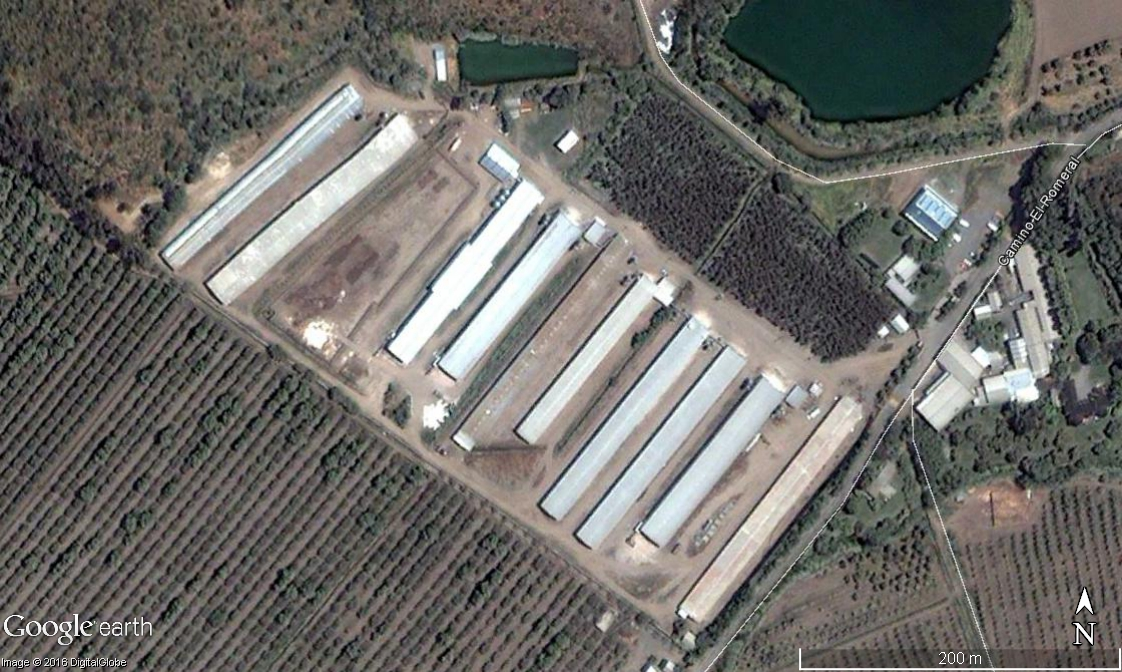 Camino-El-Romeral
Google earth
N
Image © 2016 DigitalGlobe
200 m